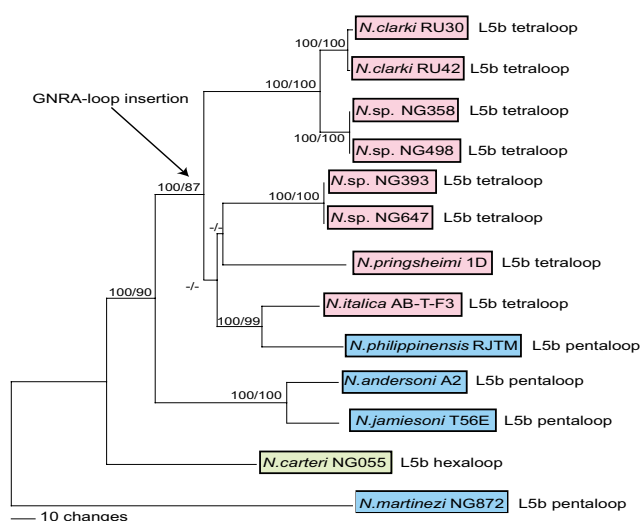 N.clarki RU30 L5b tetraloop
100/100
N.clarki RU42 L5b tetraloop
100/100
GNRA-loop insertion
N.sp. NG358 L5b tetraloop
100/100
N.sp. NG498 L5b tetraloop
100/87
N.sp. NG393 L5b tetraloop
100/100
N.sp. NG647 L5b tetraloop
-/-
N.pringsheimi 1D L5b tetraloop
-/-
100/90
N.italica AB-T-F3 L5b tetraloop
100/99
N.philippinensis RJTM L5b pentaloop
N.andersoni A2 L5b pentaloop
100/100
N.jamiesoni T56E L5b pentaloop
N.carteri NG055 L5b hexaloop
N.martinezi NG872 L5b pentaloop
10 changes